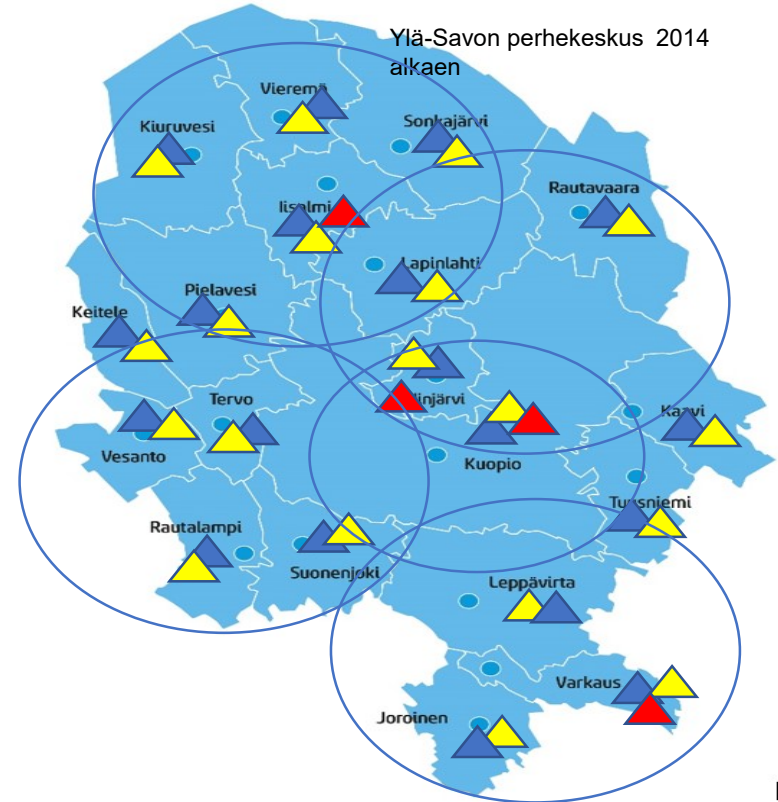 Ylä-Savon perhekeskus 2014
alkaen
Vieremä
Kiuruvesi
Sonkajärvi
Rautavaara
Iisalmi
Lapinlahti
Pielavesi
Keitele
linjärvi
Tervo
Kaavi
Vesanto
Kuopio
Tuusniemi
Rautalampi
Suonenjoki
Leppävirta
Varkaus
Joroinen